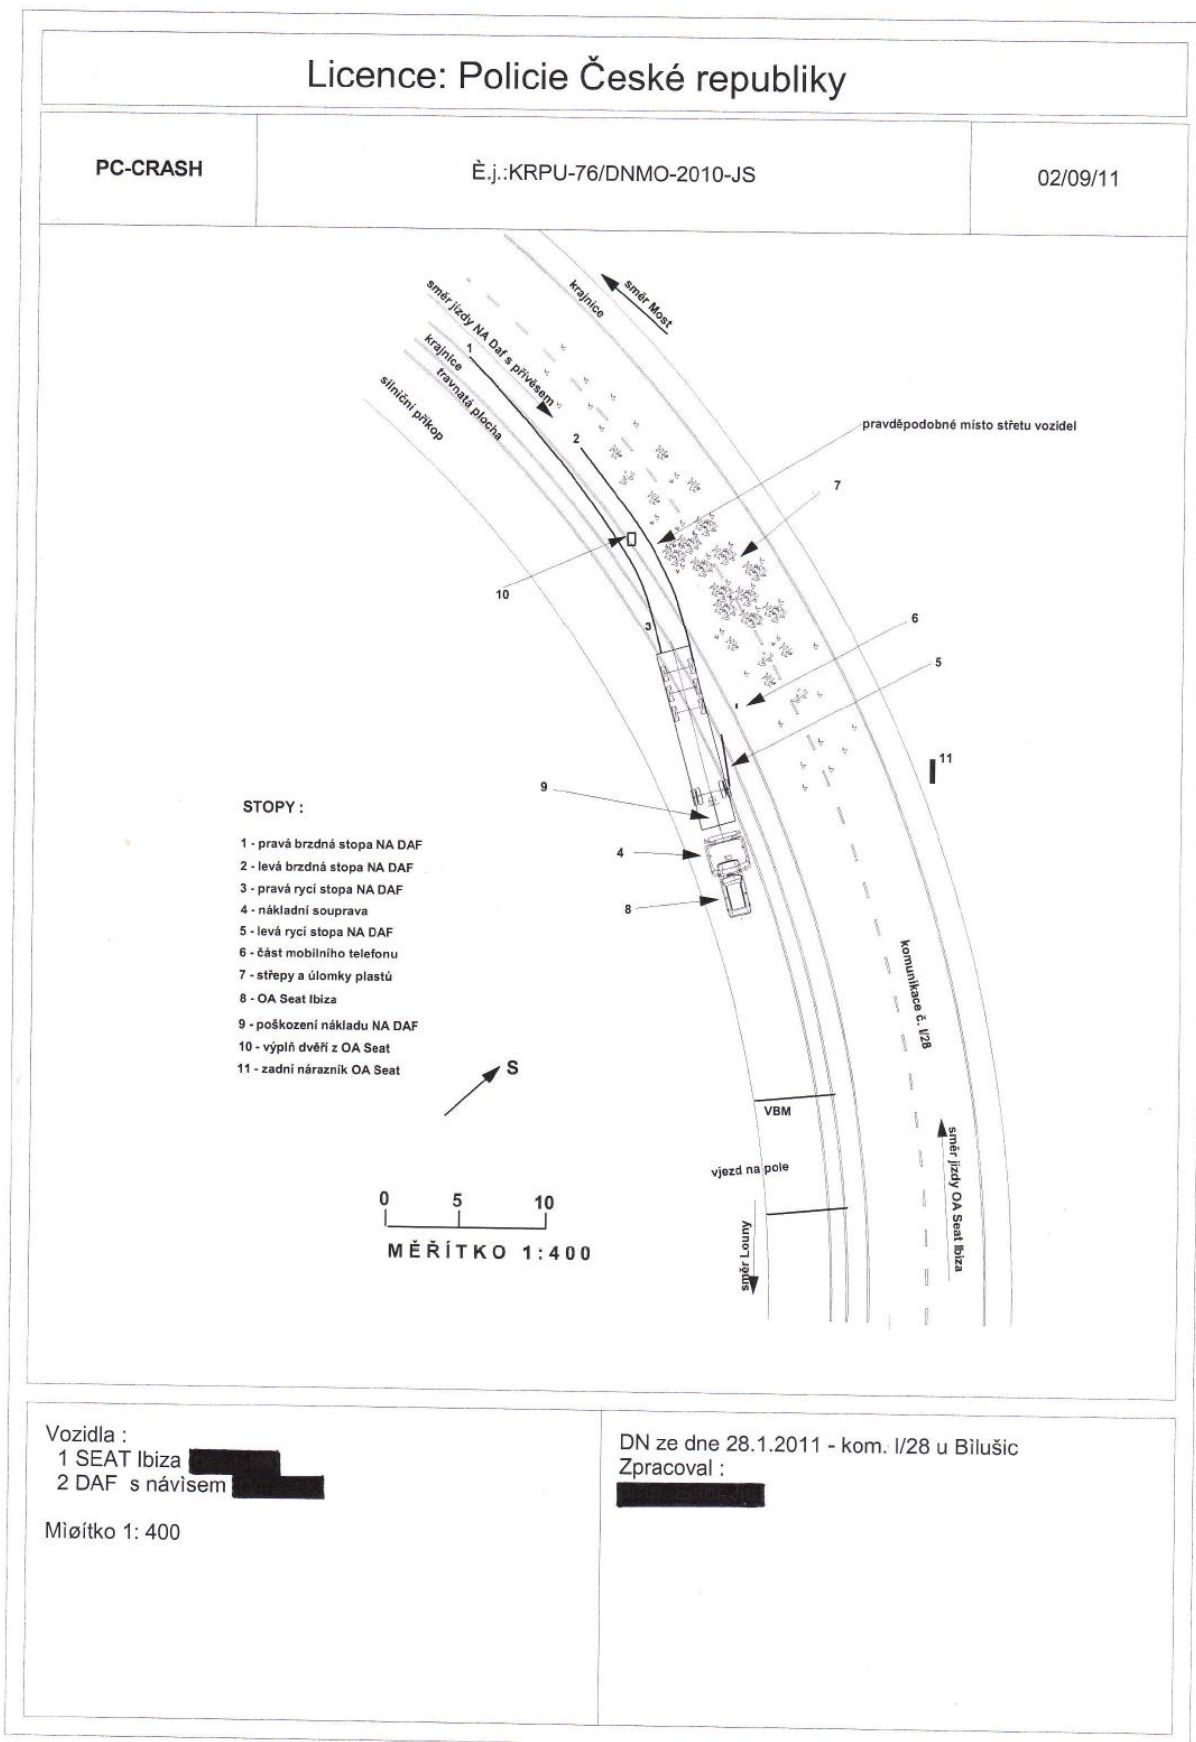 Licence: Policie České republiky
PC-CRASH
È.j.:KRPU-76/DNMO-2010-JS
02/09/11
směr Most
krajnice
směr jízdy NA Daf s přívěsem
1
krajnice
travnatá plocha
silniční příkop
2
pravděpodobné místo střetu vozidel
7
10
3
6
5
11
9
4
8
STOPY :
1 - pravá brzdná stopa NA DAF
2 - levá brzdná stopa NA DAF
3 - pravá rycí stopa NA DAF
4 - nákladní souprava
5 - levá rycí stopa NA DAF
6 - část mobilního telefonu
7 - střepy a úlomky plastů
8 - OA Seat Ibiza
9 - poškození nákladu NA DAF
10 - výplň dvěří z OA Seat
11 - zadní nárazník OA Seat
S
komunikace č. I/28
VBM
vjezd na pole
směr jízdy OA Seat Ibiza
směr Louny
0 5 10
MĚŘÍTKO 1:400
Vozidla :
1 SEAT Ibiza
2 DAF s návìsem
Mìøítko 1: 400
DN ze dne 28.1.2011 - kom. I/28 u Bìlušic
Zpracoval :